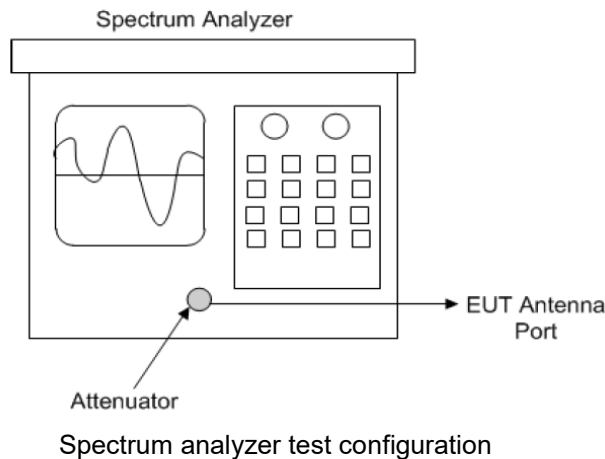 Spectrum Analyzer
EUT Antenna
Port
Attenuator
Spectrum analyzer test configuration